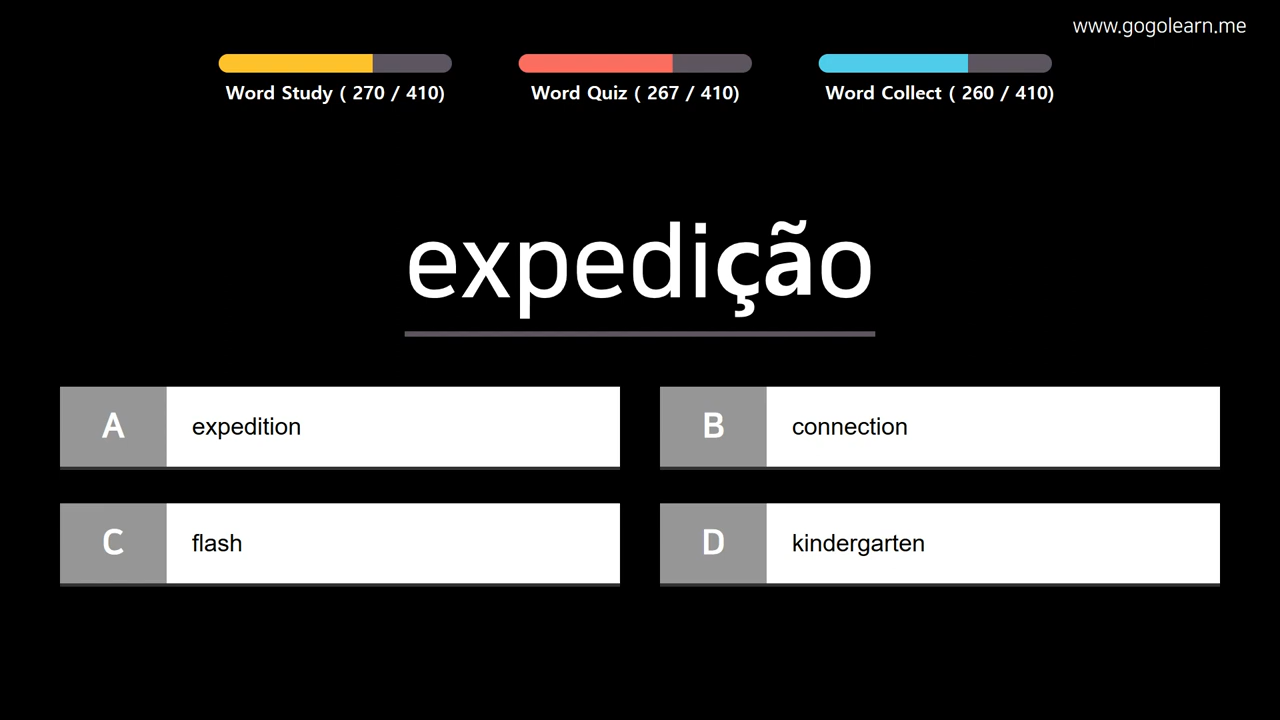 www.gogolearn.me
Word Study ( 270 / 410)
Word Quiz ( 267 / 410)
Word Collect ( 260 / 410)
expedição
A expedition
B connection
C flash
D kindergarten